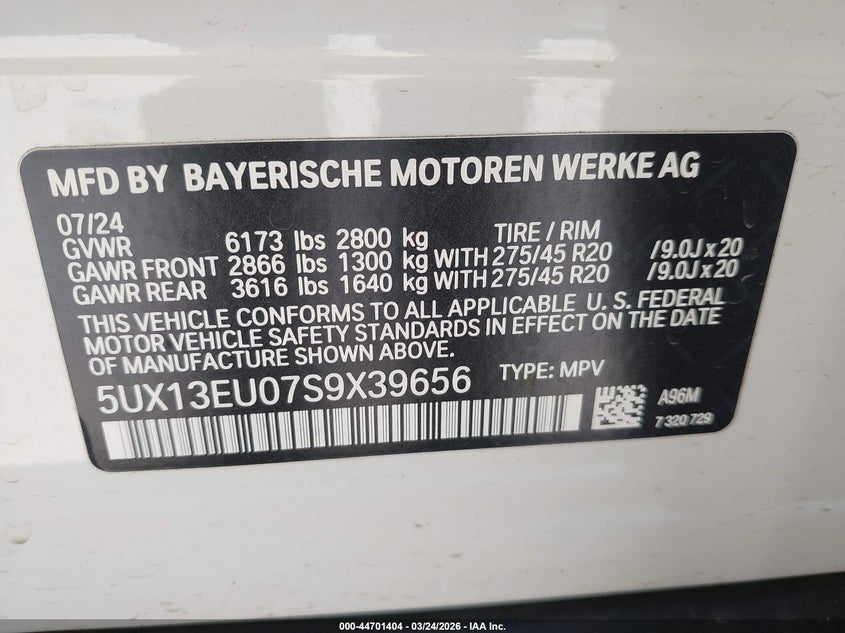 MFD BY BAYERISCHE MOTOREN WERKE AG
07/24
GVWR 6173 lbs 2800 kg TIRE / RIM
GAWR FRONT 2866 lbs 1300 kg WITH 275/45 R20 /9.0J x 20
GAWR REAR 3616 lbs 1640 kg WITH 275/45 R20 /9.0J x 20
THIS VEHICLE CONFORMS TO ALL APPLICABLE U. S. FEDERAL
MOTOR VEHICLE SAFETY STANDARDS IN EFFECT ON THE DATE
OF MANUFACTURE SHOWN ABOVE.
5UX13EU07S9X39656 TYPE: MPV
A96M
7 320 729
000-44701404 - 03/24/2026 - IAA Inc.